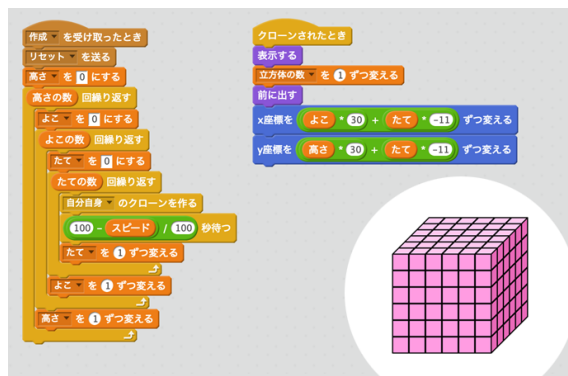 作成 を受け取ったとき
リセット を送る
高さ を 0 にする
高さの数 回繰り返す
よこ を 0 にする
よこの数 回繰り返す
たて を 0 にする
たての数 回繰り返す
自分自身 のクローンを作る
100 - スピード / 100 秒待つ
たて を 1 ずつ変える
よこ を 1 ずつ変える
高さ を 1 ずつ変える
クローンされたとき
表示する
立方体の数 を 1 ずつ変える
前に出す
x座標を よこ * 30 + たて * -11 ずつ変える
y座標を 高さ * 30 + たて * -11 ずつ変える